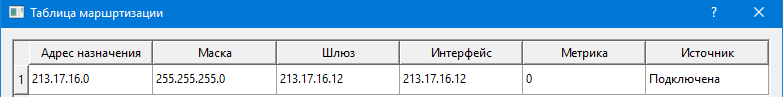 Таблица маршртизации
Адрес назначения Маска Шлюз Интерфейс Метрика Источник
1 213.17.16.0 255.255.255.0 213.17.16.12 213.17.16.12 0 Подключена